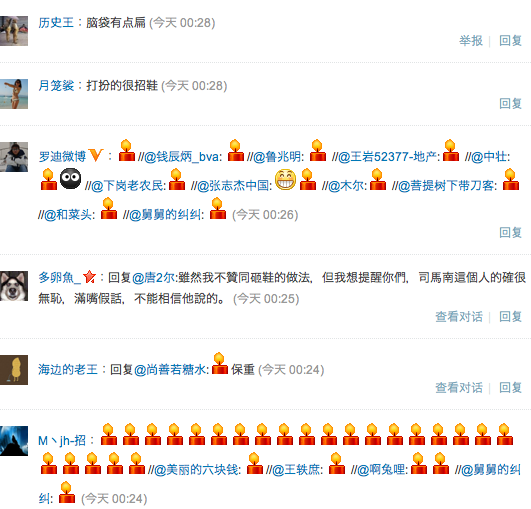 历史王：脑袋有点扁 (今天 00:28)
举报 | 回复
月笼鲨：打扮的很招鞋 (今天 00:28)
回复
罗迪微博：//@钱辰炳_bva: //@鲁兆明: //@王岩52377-地产: //@中壮:
//@下岗老农民: //@张志杰中国: //@木尔: //@菩提树下带刀客:
//@和菜头: //@舅舅的纠纠: (今天 00:26)
回复
多卵魚_：回复@唐2尔:雖然我不贊同砸鞋的做法，但我想提醒你們，司馬南這個人的確很
無恥，滿嘴假話，不能相信他說的。 (今天 00:25)
查看对话 | 回复
海边的老王：回复@尚善若糖水: 保重 (今天 00:24)
查看对话 | 回复
M丶jh-招：
//@美丽的六块钱: //@王轶庶: //@啊兔哩: //@舅舅的纠
纠: (今天 00:24)